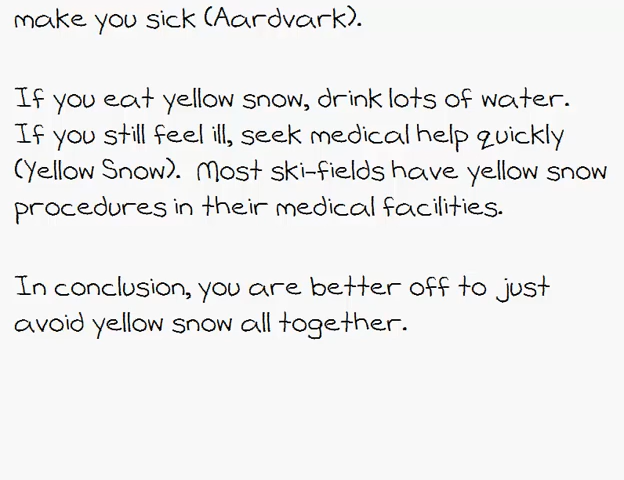 make you sick (Aardvark).
If you eat yellow snow, drink lots of water.
If you still feel ill, seek medical help quickly
(Yellow Snow). Most ski-fields have yellow snow
procedures in their medical facilities.
In conclusion, you are better off to just
avoid yellow snow all together.